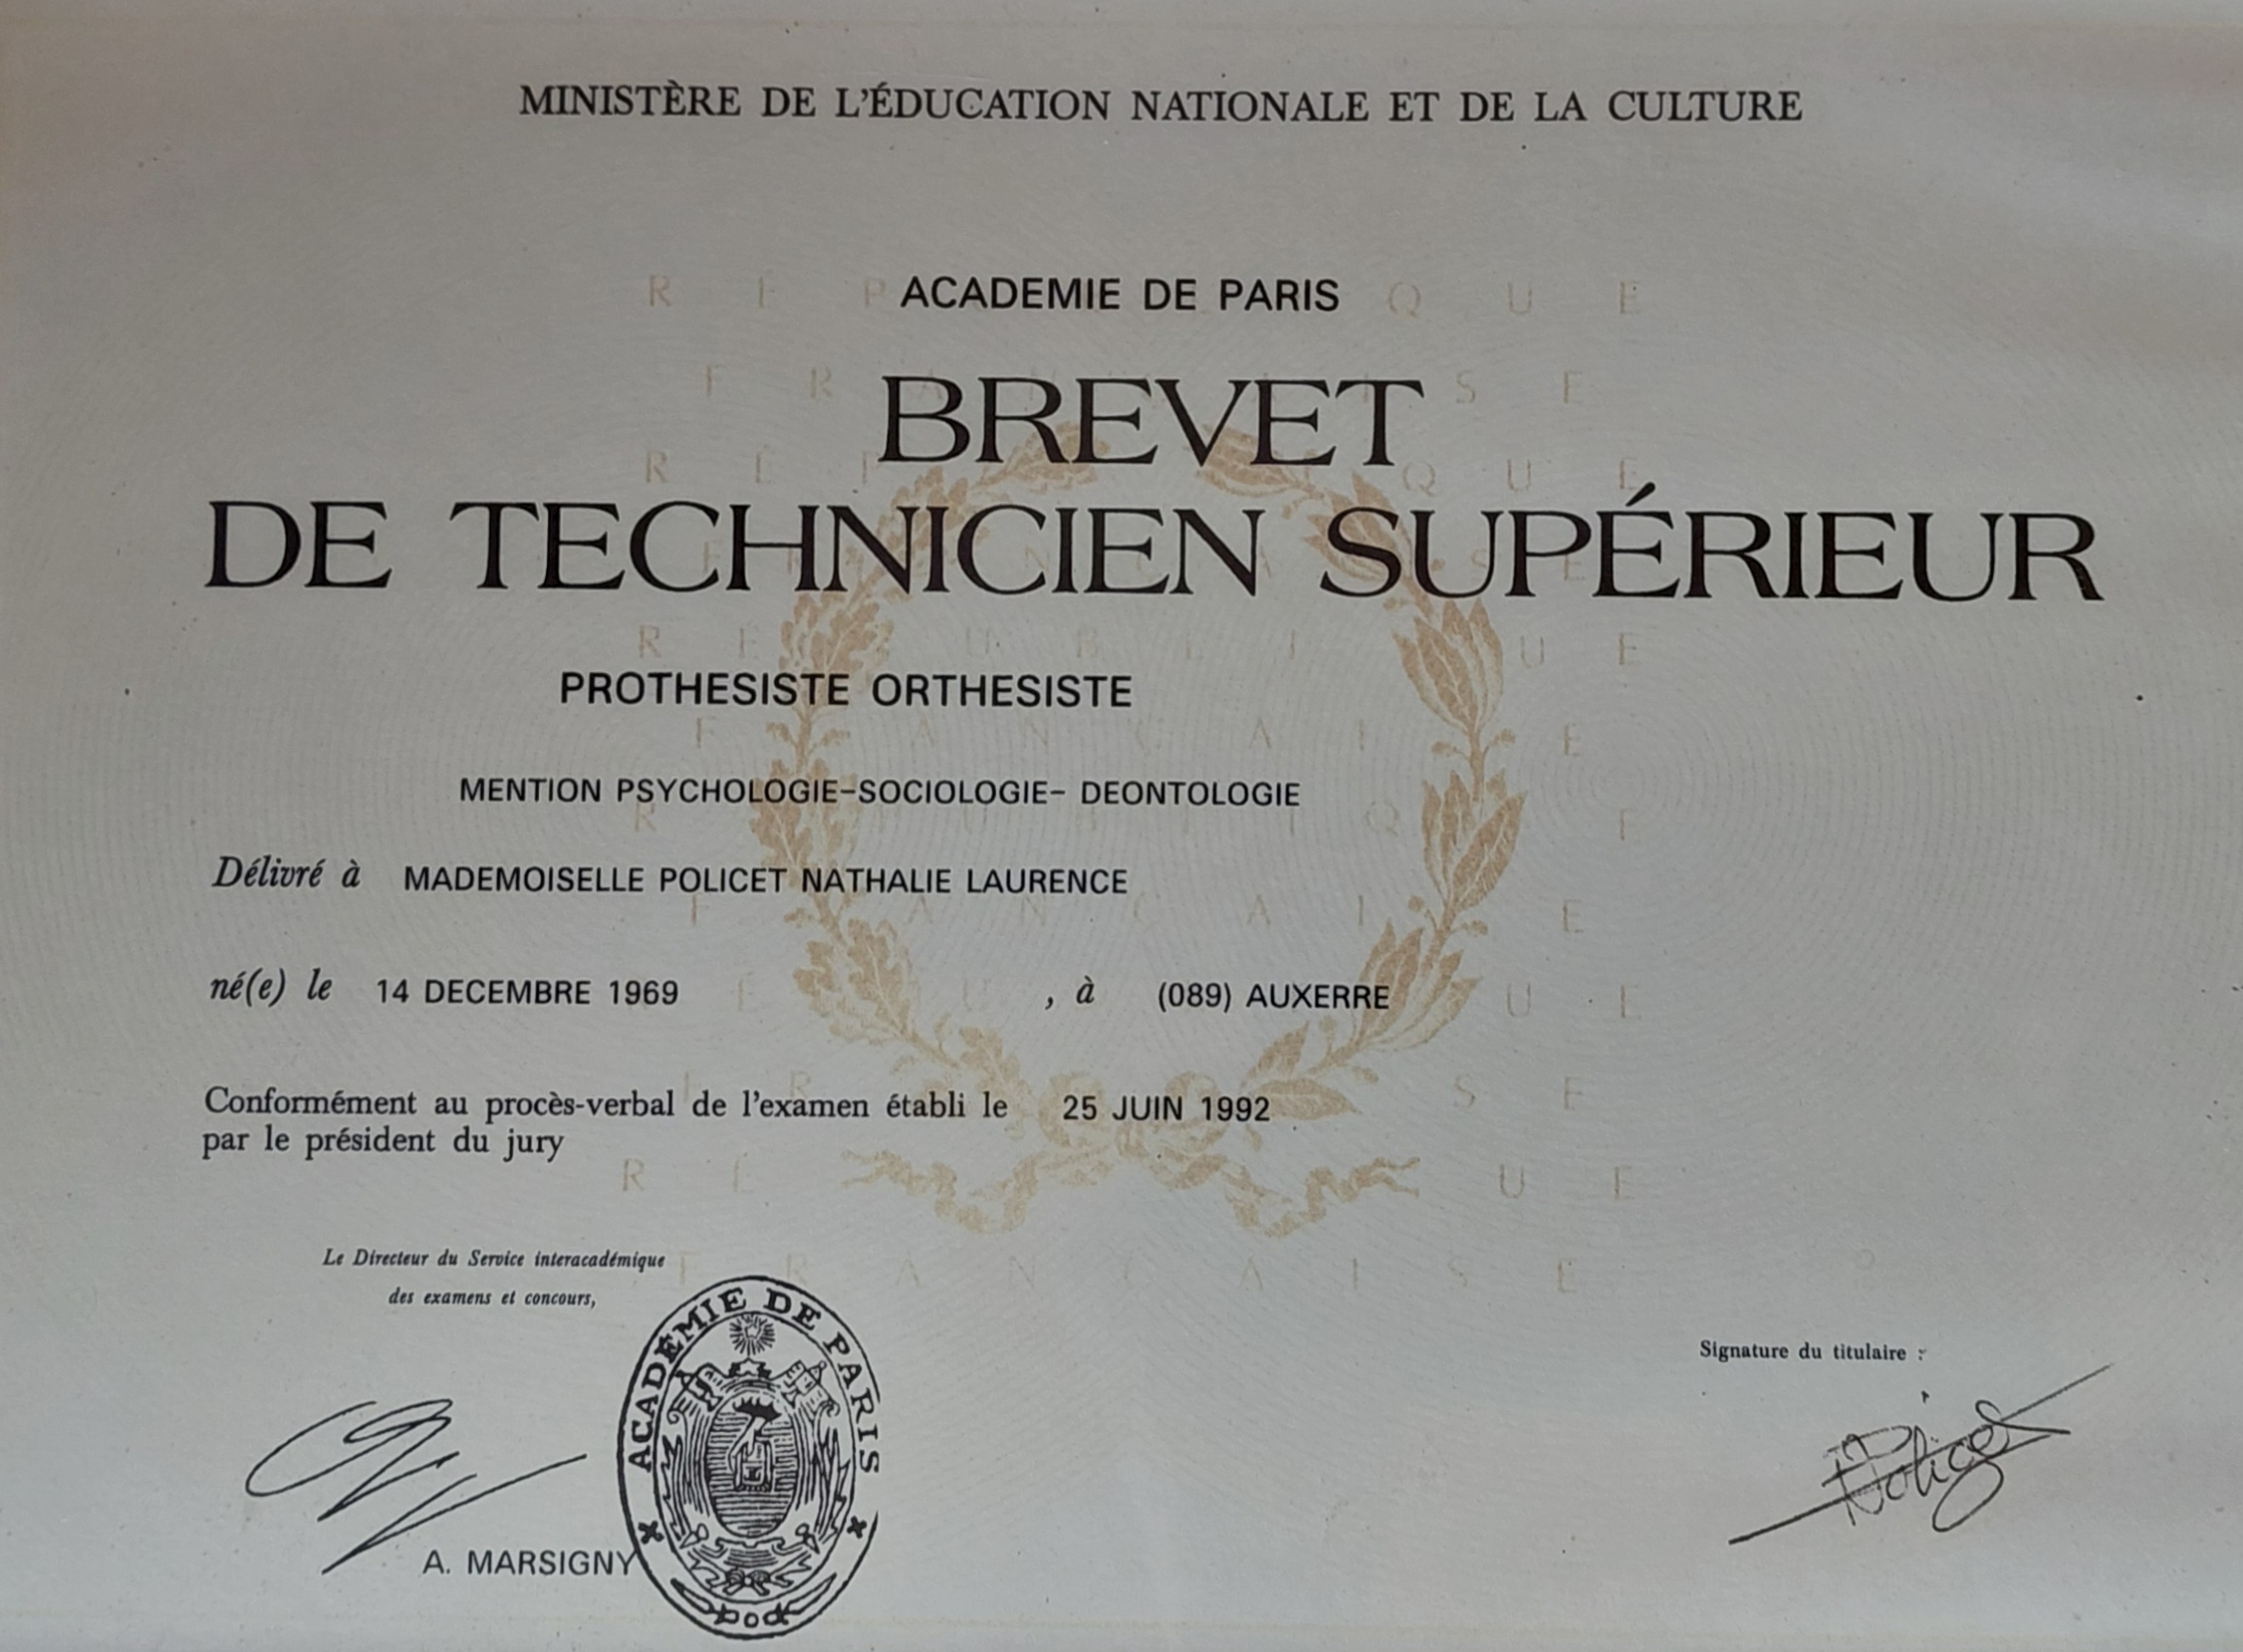 MINISTÈRE DE L'ÉDUCATION NATIONALE ET DE LA CULTURE
ACADEMIE DE PARIS
BREVET
DE TECHNICIEN SUPÉRIEUR
PROTHESISTE ORTHESISTE
MENTION PSYCHOLOGIE-SOCIOLOGIE- DEONTOLOGIE
Délivré à MADEMOISELLE POLICET NATHALIE LAURENCE
né(e) le 14 DECEMBRE 1969 , à (089) AUXERRE
Conformément au procès-verbal de l'examen établi le 25 JUIN 1992
par le président du jury
Le Directeur du Service interacadémique
des examens et concours,
ACADÉMIE DE PARIS
A. MARSIGNY
Signature du titulaire :
Policet